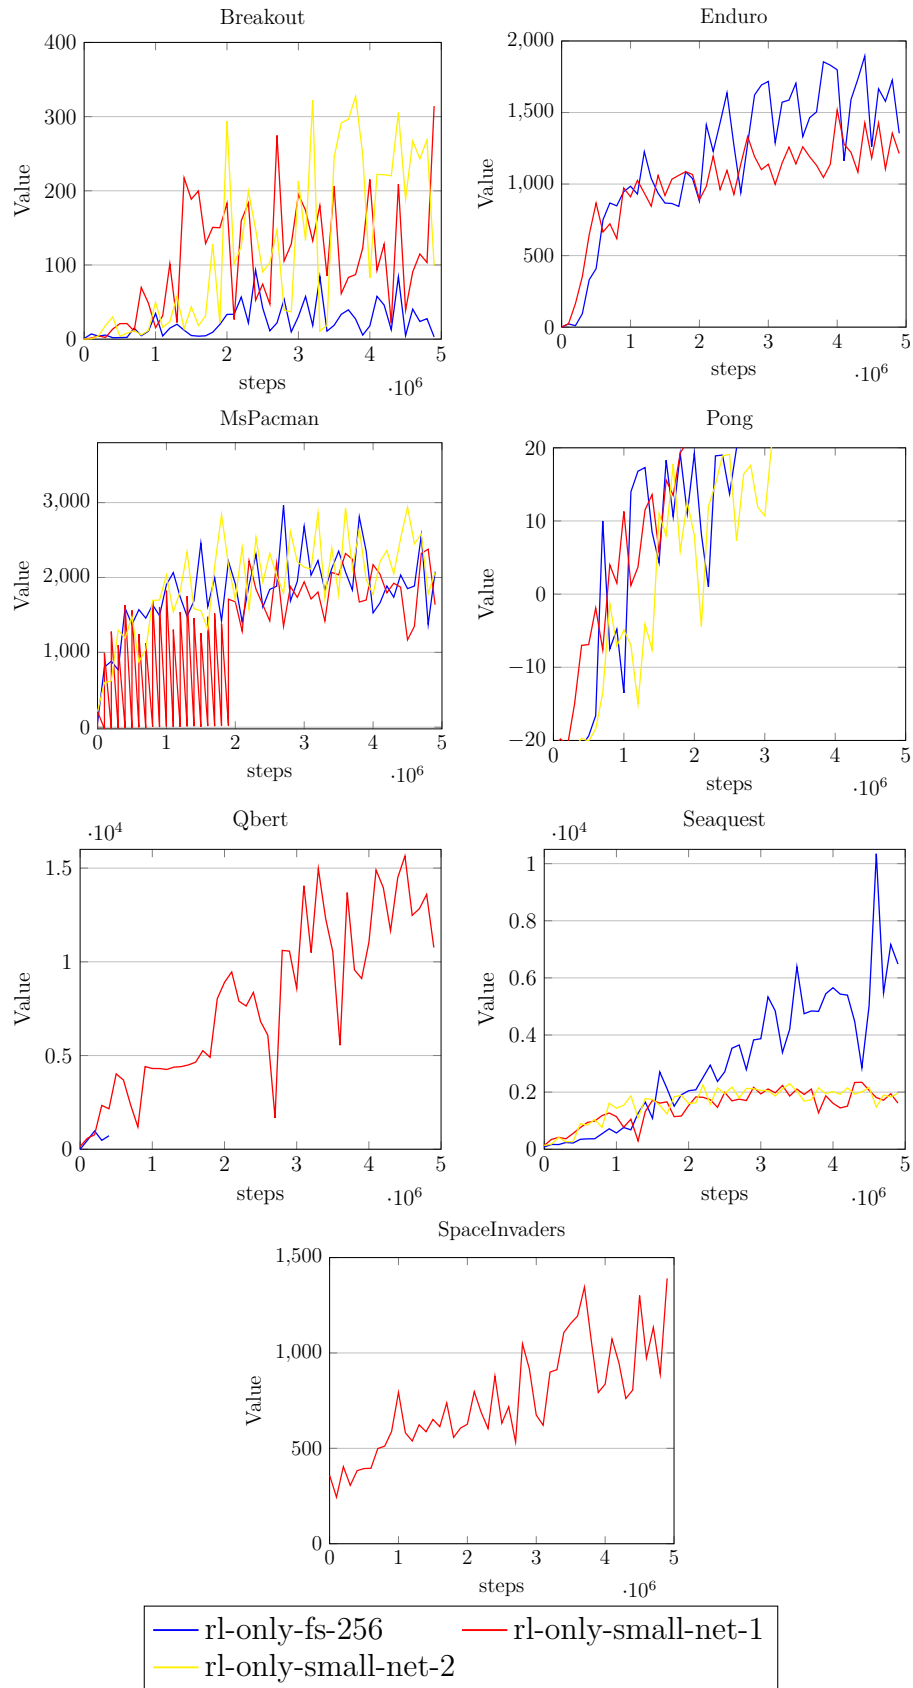 Breakout
400
300
200
100
0
Value
0 1 2 3 4 5
steps
·10^6
Enduro
2,000
1,500
1,000
500
0
Value
0 1 2 3 4 5
steps
·10^6
MsPacman
3,000
2,000
1,000
0
Value
0 1 2 3 4 5
steps
·10^6
Pong
20
10
0
−10
−20
Value
0 1 2 3 4 5
steps
·10^6
Qbert
·10^4
1.5
1
0.5
0
Value
0 1 2 3 4 5
steps
·10^6
Seaquest
·10^4
1
0.8
0.6
0.4
0.2
0
Value
0 1 2 3 4 5
steps
·10^6
SpaceInvaders
1,500
1,000
500
0
Value
0 1 2 3 4 5
steps
·10^6
rl-only-fs-256 rl-only-small-net-1
rl-only-small-net-2